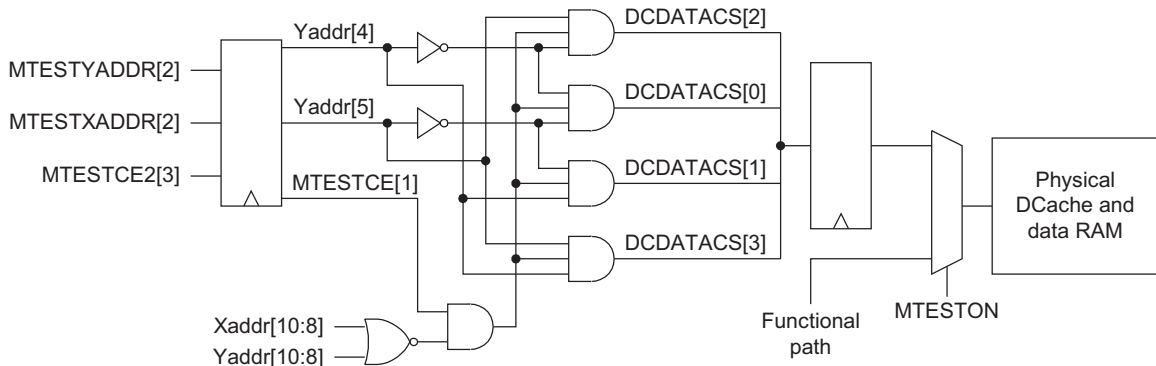 DCDATACS[2]
Yaddr[4]
MTESTYADDR[2]
DCDATACS[0]
Yaddr[5]
MTESTXADDR[2]
DCDATACS[1]
MTESTCE2[3]
MTESTCE[1]
Physical
DCache and
data RAM
DCDATACS[3]
MTESTON
Functional
path
Xaddr[10:8]
Yaddr[10:8]